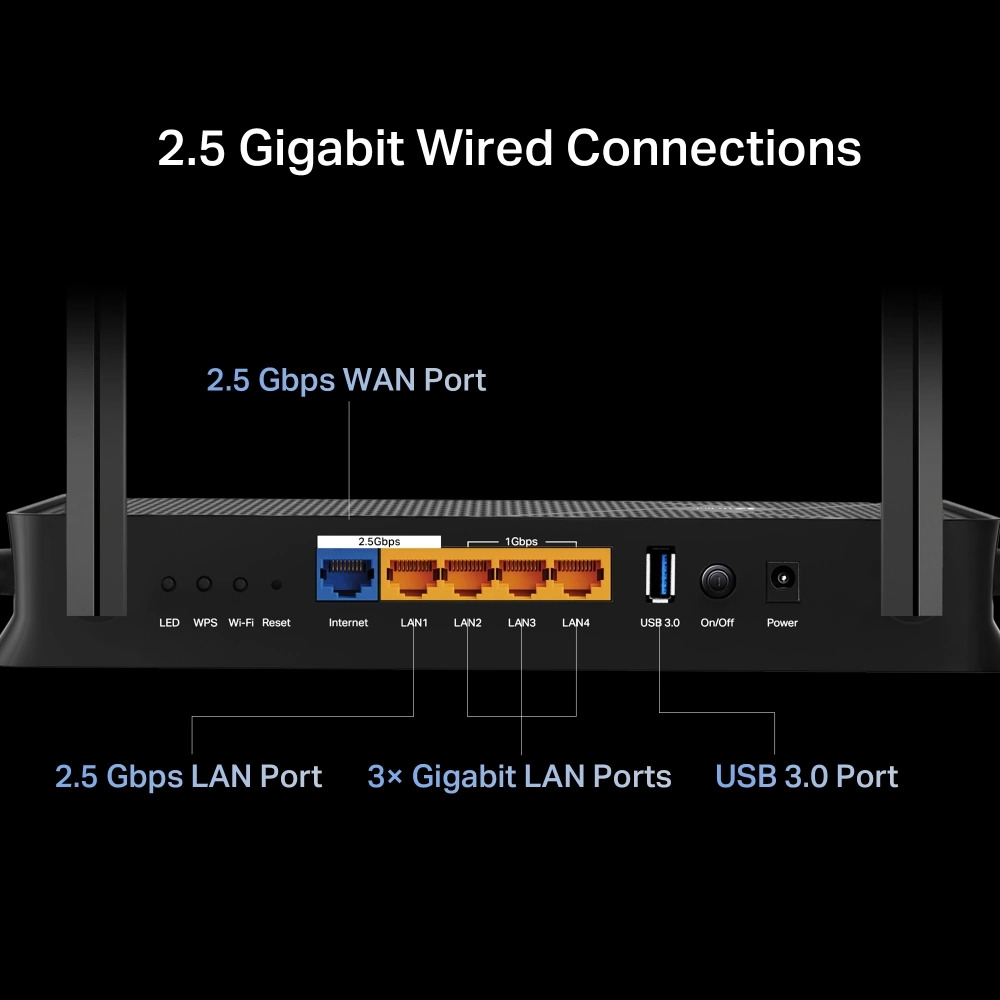 2.5 Gigabit Wired Connections
2.5 Gbps WAN Port
2.5Gbps
1Gbps
LED WPS Wi-Fi Reset Internet LAN1 LAN2 LAN3 LAN4 USB 3.0 On/Off Power
2.5 Gbps LAN Port 3× Gigabit LAN Ports USB 3.0 Port